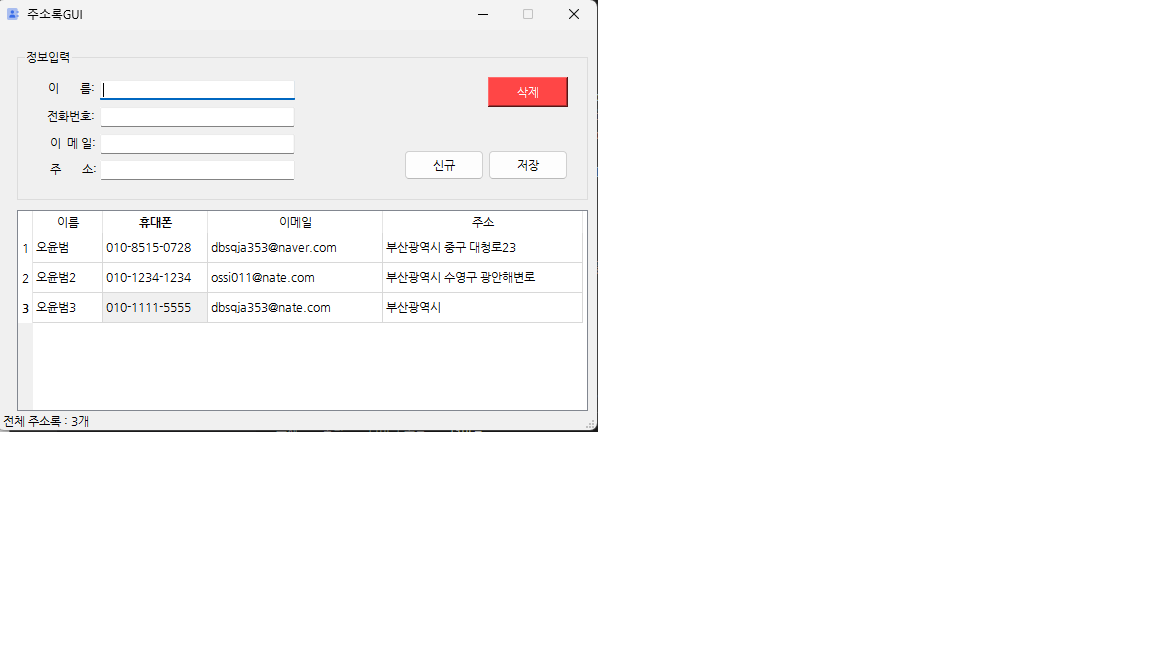 주소록GUI
정보입력
이 름:
삭제
전화번호:
이 메 일:
신규 저장
주 소:
이름 휴대폰 이메일 주소
1 오윤범 010-8515-0728 dbsqja353@naver.com 부산광역시 중구 대청로23
2 오윤범2 010-1234-1234 ossi011@nate.com 부산광역시 수영구 광안해변로
3 오윤범3 010-1111-5555 dbsqja353@nate.com 부산광역시
전체 주소록 : 3개